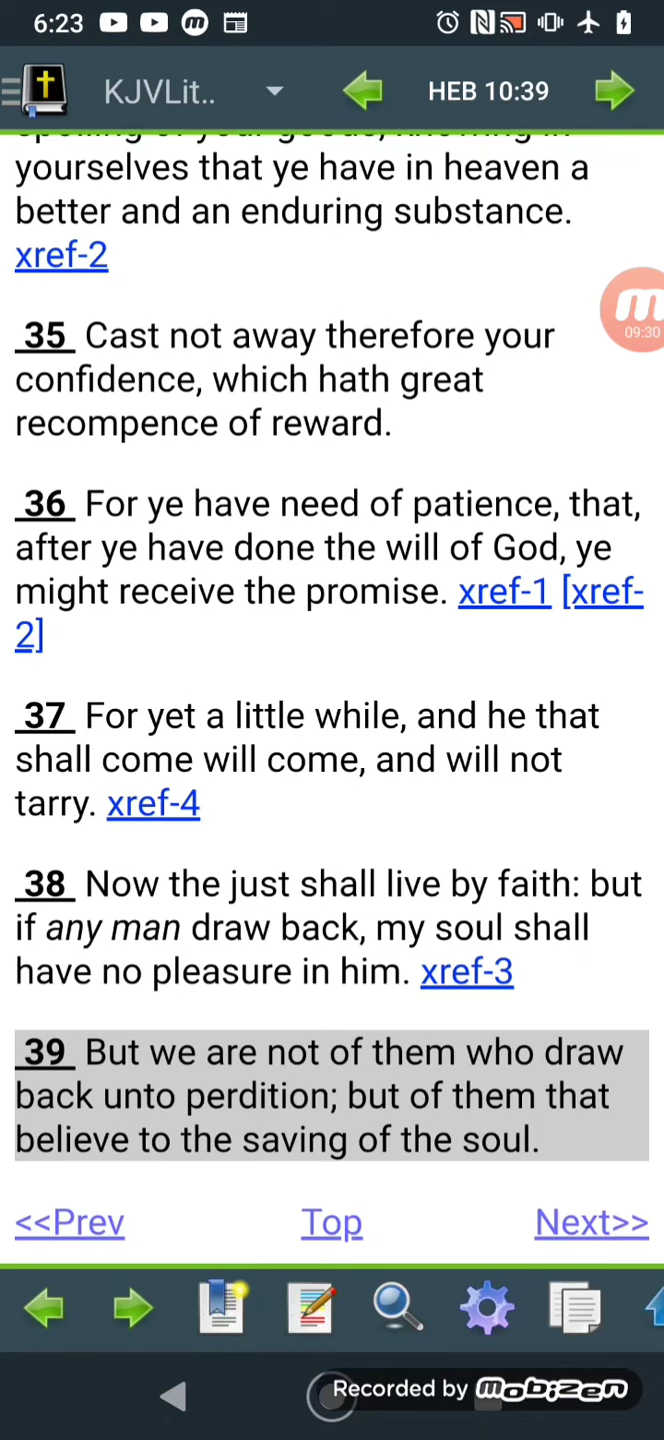 6:23
KJVLit..
HEB 10:39
yourselves that ye have in heaven a
better and an enduring substance.
xref-2
09:30
35 Cast not away therefore your
confidence, which hath great
recompence of reward.
36 For ye have need of patience, that,
after ye have done the will of God, ye
might receive the promise. xref-1 [xref-
2]
37 For yet a little while, and he that
shall come will come, and will not
tarry. xref-4
38 Now the just shall live by faith: but
if any man draw back, my soul shall
have no pleasure in him. xref-3
39 But we are not of them who draw
back unto perdition; but of them that
believe to the saving of the soul.
<<Prev Top Next>>
Recorded by mobizen